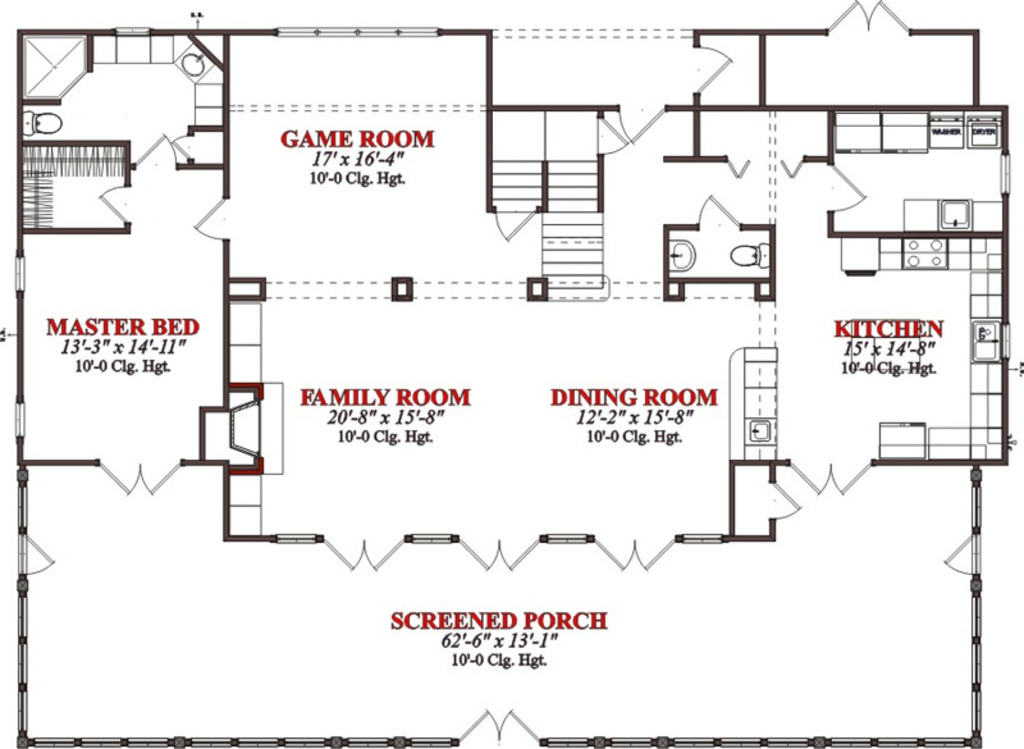 GAME ROOM
17' x 16'-4"
10'-0 Clg. Hgt.
WASHER
DRYER
MASTER BED
13'-3" x 14'-11"
10'-0 Clg. Hgt.
KITCHEN
15' x 14'-8"
10'-0 Clg. Hgt.
FAMILY ROOM
20'-8" x 15'-8"
10'-0 Clg. Hgt.
DINING ROOM
12'-2" x 15'-8"
10'-0 Clg. Hgt.
SCREENED PORCH
62'-6" x 13'-1"
10'-0 Clg. Hgt.